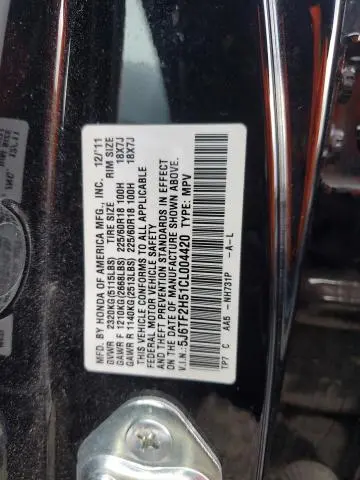 MFD. BY HONDA OF AMERICA MFG., INC. 12/'11
GVWR 2320KG(5115LBS) TIRE SIZE RIM SIZE
GAWR F 1210KG(2668LBS) 225/60R18 100H 18X7J
GAWR R 1140KG(2513LBS) 225/60R18 100H 18X7J
THIS VEHICLE CONFORMS TO ALL APPLICABLE
FEDERAL MOTOR VEHICLE SAFETY
AND THEFT PREVENTION STANDARDS IN EFFECT
ON THE DATE OF MANUFACTURE SHOWN ABOVE.
V.I.N.: 5J6TF2H51CL004420 TYPE: MPV
TP7 C AA5 -NH731P -A-L